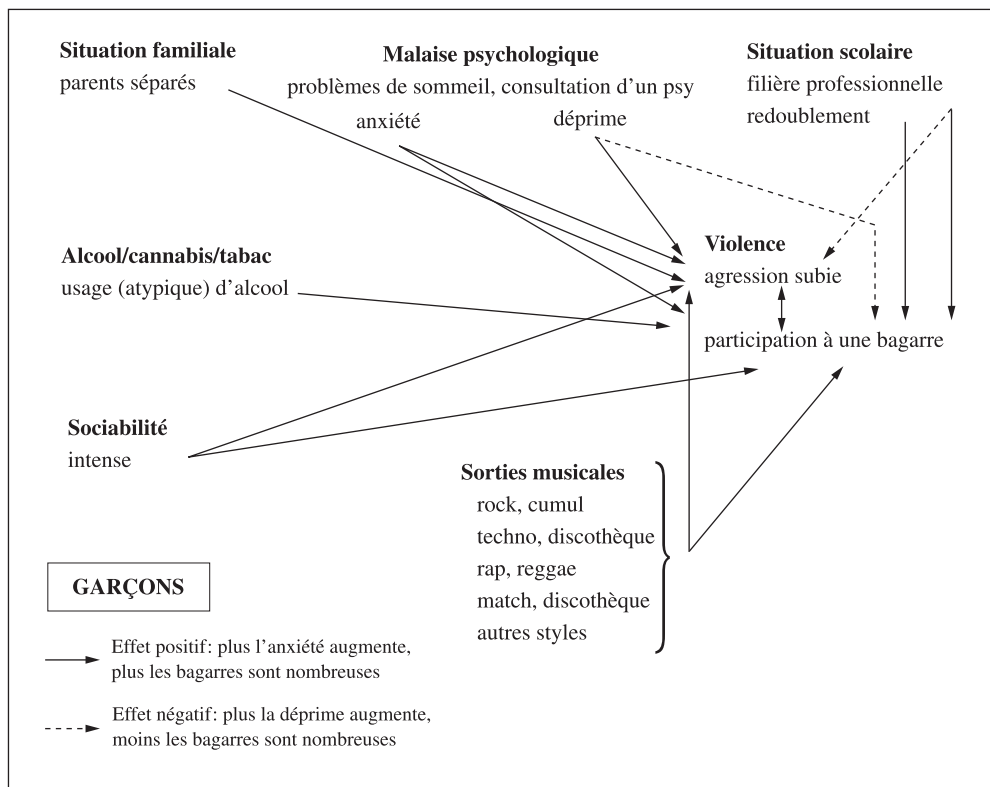 Situation familiale
parents séparés
Malaise psychologique
problèmes de sommeil, consultation d’un psy
anxiété
déprime
Situation scolaire
filière professionnelle
redoublement
Alcool/cannabis/tabac
usage (atypique) d’alcool
Violence
agression subie
participation à une bagarre
Sociabilité
intense
Sorties musicales
rock, cumul
techno, discothèque
rap, reggae
match, discothèque
autres styles
GARÇONS
Effet positif : plus l’anxiété augmente,
plus les bagarres sont nombreuses
Effet négatif : plus la déprime augmente,
moins les bagarres sont nombreuses